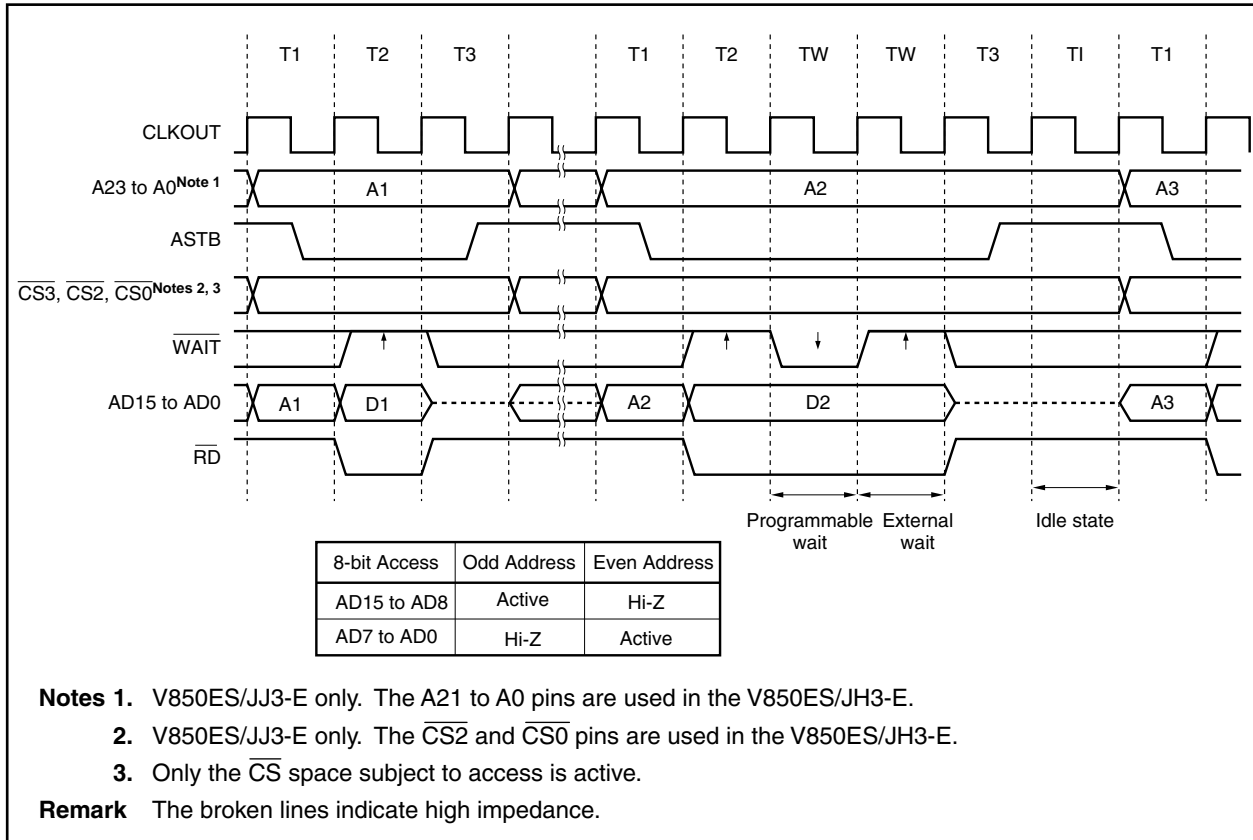 T1 T2 T3 T1 T2 TW TW T3 TI T1
CLKOUT
A23 to A0Note 1 A1 A2 A3
ASTB
CS3, CS2, CS0Notes 2, 3
WAIT
AD15 to AD0 A1 D1 A2 D2 A3
RD
Programmable wait External wait Idle state
8-bit Access Odd Address Even Address
AD15 to AD8 Active Hi-Z
AD7 to AD0 Hi-Z Active
Notes 1. V850ES/JJ3-E only. The A21 to A0 pins are used in the V850ES/JH3-E.
2. V850ES/JJ3-E only. The CS2 and CS0 pins are used in the V850ES/JH3-E.
3. Only the CS space subject to access is active.
Remark The broken lines indicate high impedance.